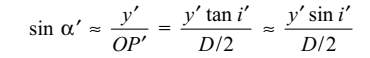 sin α′ ≈ y′/OP′ = y′ tan i′/D/2 ≈ y′ sin i′/D/2